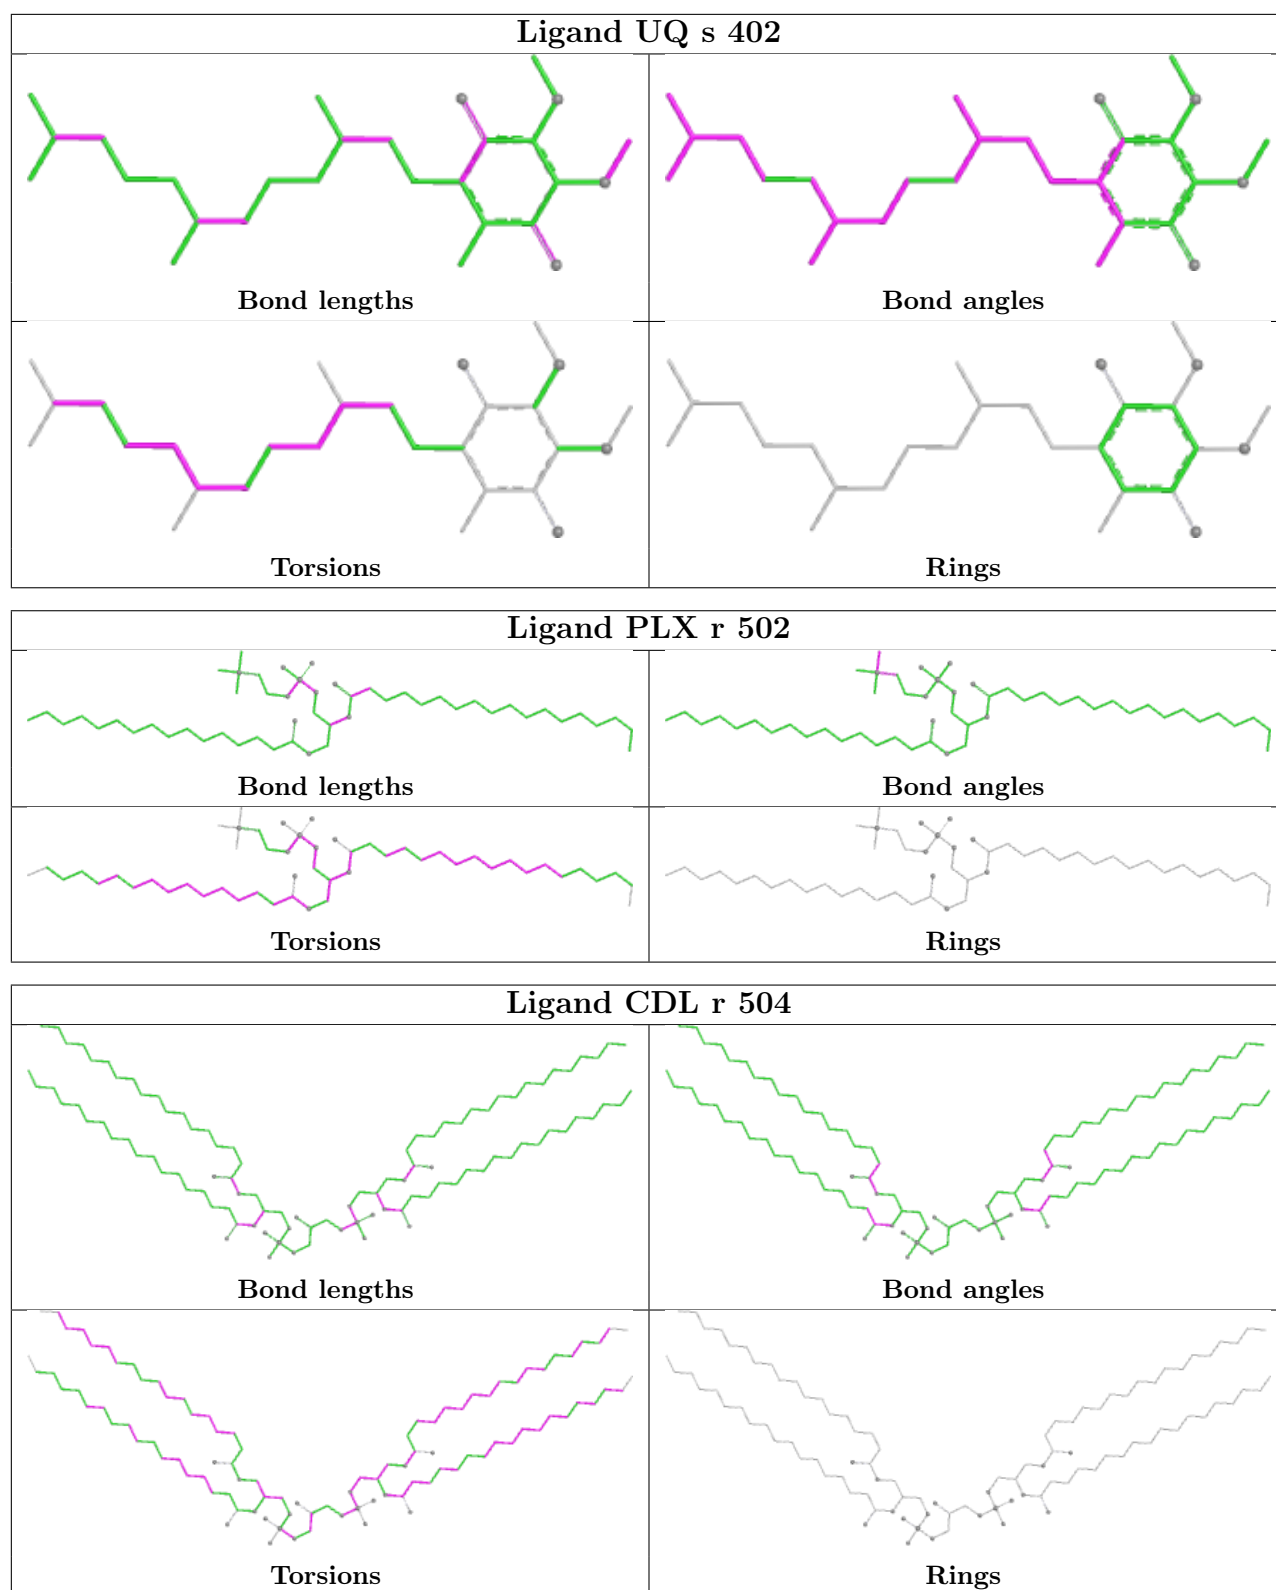 Ligand UQ s 402
Bond lengths
Bond angles
Torsions
Rings
Ligand PLX r 502
Bond lengths
Bond angles
Torsions
Rings
Ligand CDL r 504
Bond lengths
Bond angles
Torsions
Rings